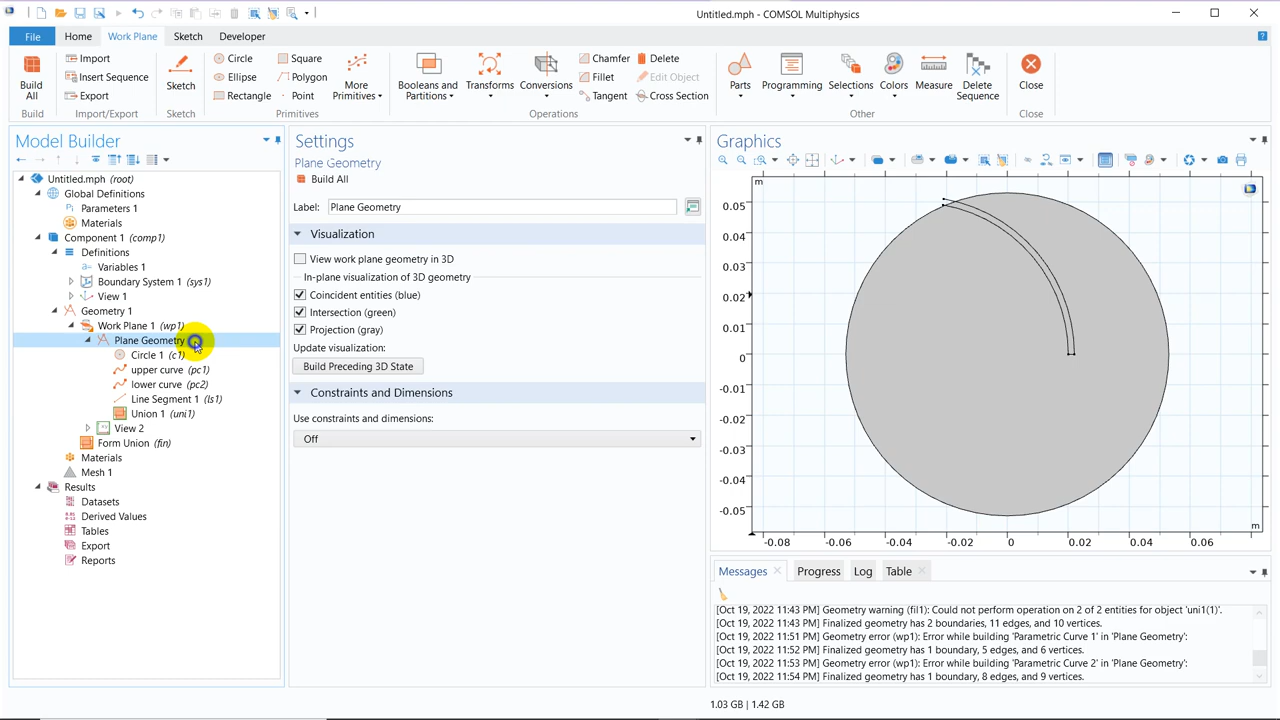 Untitled.mph - COMSOL Multiphysics
File Home Work Plane Sketch Developer
Import
Insert Sequence
Export
Build All
Build
Import/Export
Sketch
Sketch
Circle Square
Ellipse Polygon
Rectangle Point
More Primitives
Primitives
Booleans and Partitions
Transforms
Conversions
Chamfer Delete
Fillet Edit Object
Tangent Cross Section
Operations
Parts
Programming
Selections
Colors
Measure
Delete Sequence
Other
Close
Close
Model Builder
Untitled.mph (root)
Global Definitions
Parameters 1
Materials
Component 1 (comp1)
Definitions
Variables 1
Boundary System 1 (sys1)
View 1
Geometry 1
Work Plane 1 (wp1)
Plane Geometry
Circle 1 (c1)
upper curve (pc1)
lower curve (pc2)
Line Segment 1 (ls1)
Union 1 (uni1)
View 2
Form Union (fin)
Materials
Mesh 1
Results
Datasets
Derived Values
Tables
Export
Reports
Settings
Plane Geometry
Build All
Label: Plane Geometry
Visualization
View work plane geometry in 3D
In-plane visualization of 3D geometry
Coincident entities (blue)
Intersection (green)
Projection (gray)
Update visualization:
Build Preceding 3D State
Constraints and Dimensions
Use constraints and dimensions:
Off
Graphics
m
0.05
0.04
0.03
0.02
0.01
0
-0.01
-0.02
-0.03
-0.04
-0.05
-0.08 -0.06 -0.04 -0.02 0 0.02 0.04 0.06
m
Messages Progress Log Table
[Oct 19, 2022 11:43 PM] Geometry warning (fil1): Could not perform operation on 2 of 2 entities for object 'uni1(1)'.
[Oct 19, 2022 11:43 PM] Finalized geometry has 2 boundaries, 11 edges, and 10 vertices.
[Oct 19, 2022 11:51 PM] Geometry error (wp1): Error while building 'Parametric Curve 1' in 'Plane Geometry':
[Oct 19, 2022 11:52 PM] Finalized geometry has 1 boundary, 5 edges, and 6 vertices.
[Oct 19, 2022 11:53 PM] Geometry error (wp1): Error while building 'Parametric Curve 2' in 'Plane Geometry':
[Oct 19, 2022 11:54 PM] Finalized geometry has 1 boundary, 8 edges, and 9 vertices.
1.03 GB | 1.42 GB